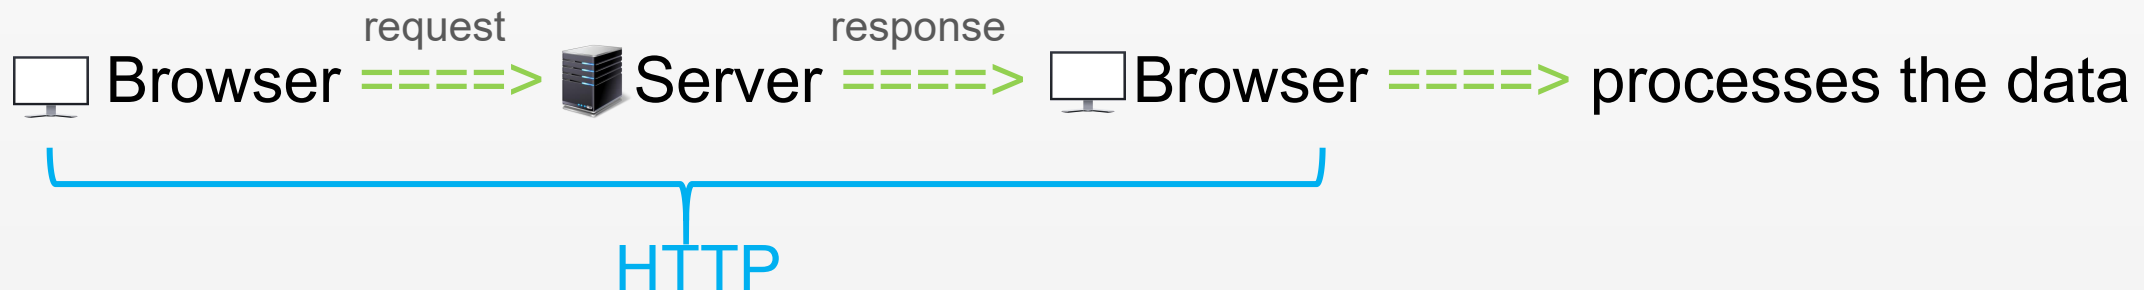 request response
Browser ====> Server ====> Browser ====> processes the data
HTTP